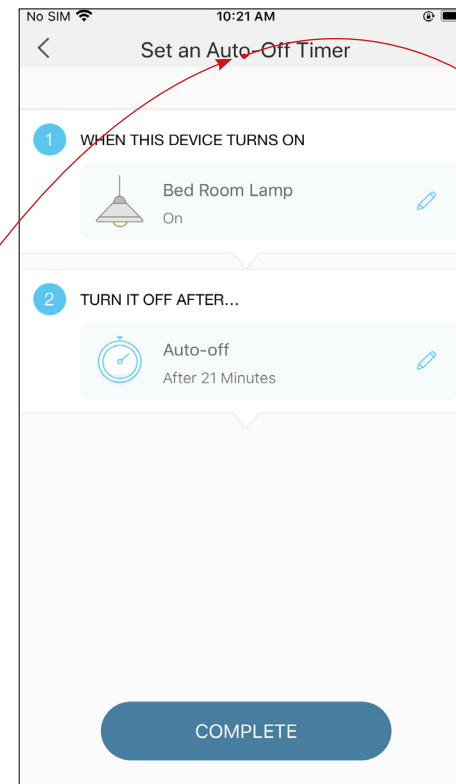 No SIM 10:21 AM
Set an Auto-Off Timer
1 WHEN THIS DEVICE TURNS ON
Bed Room Lamp
On
2 TURN IT OFF AFTER...
Auto-off
After 21 Minutes
COMPLETE